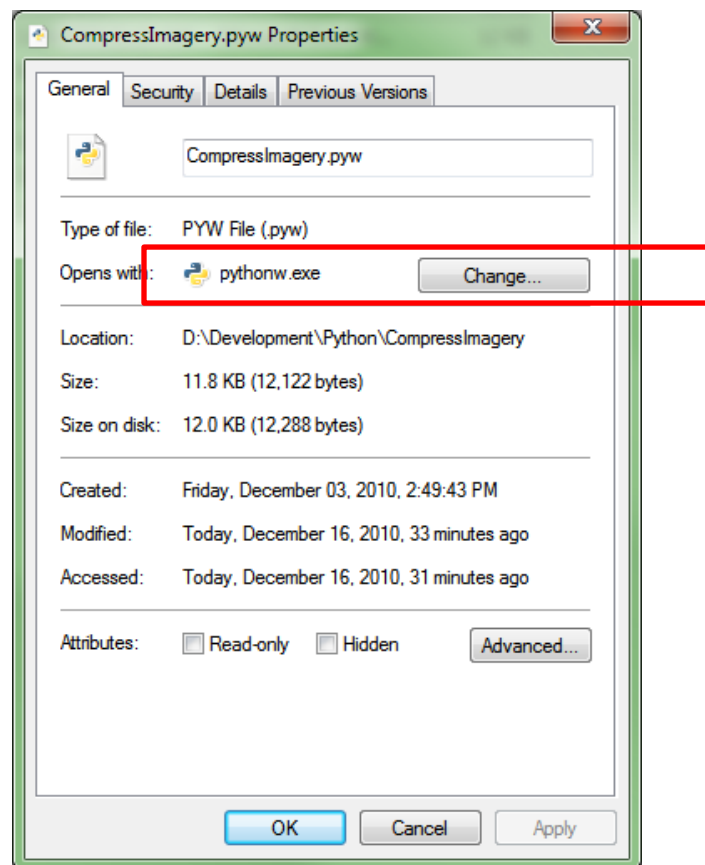 CompressImagery.pyw Properties
x
General Security Details Previous Versions
CompressImagery.pyw
Type of file: PYW File (.pyw)
Opens with: pythonw.exe Change...
Location: D:\Development\Python\CompressImagery
Size: 11.8 KB (12,122 bytes)
Size on disk: 12.0 KB (12,288 bytes)
Created: Friday, December 03, 2010, 2:49:43 PM
Modified: Today, December 16, 2010, 33 minutes ago
Accessed: Today, December 16, 2010, 31 minutes ago
Attributes: Read-only Hidden Advanced...
OK Cancel Apply